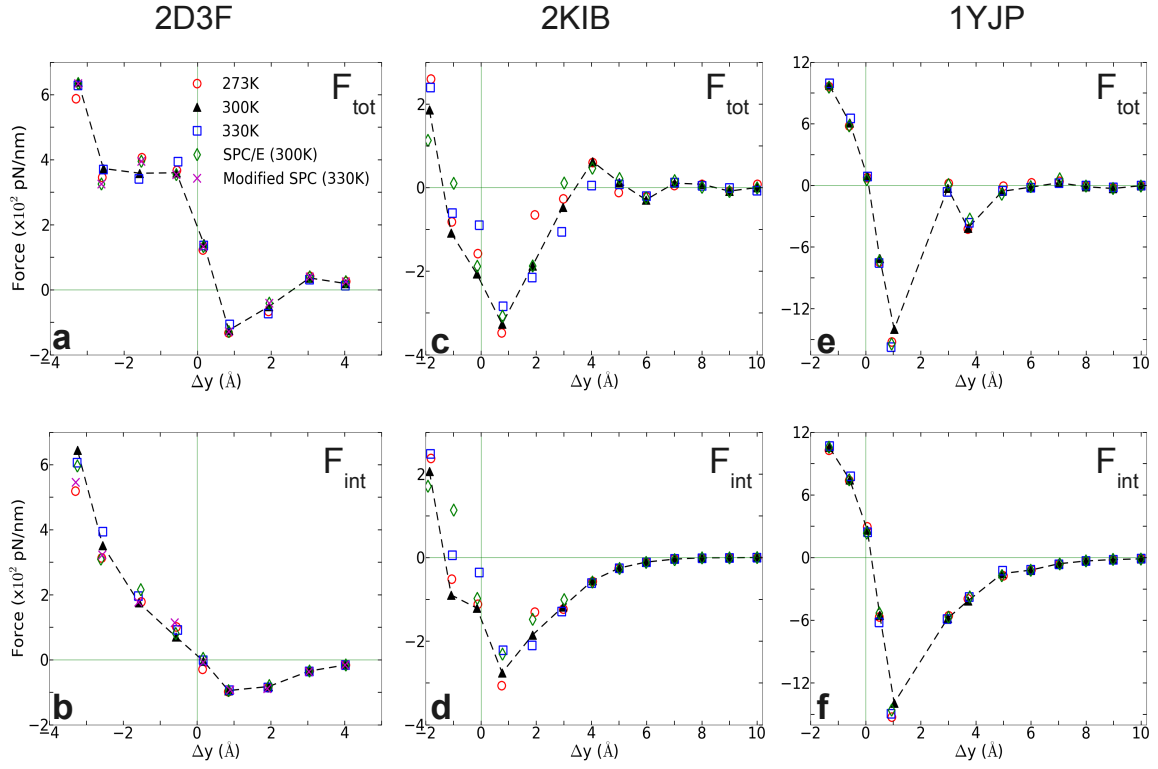 2D3F 2KIB 1YJP
F tot
273K
300K
330K
SPC/E (300K)
Modified SPC (330K)
Force (x10² pN/nm)
6
4
2
0
−2
a
−4 −2 0 2 4
Δy (Å)
F tot
2
0
−2
−4
c
−2 0 2 4 6 8 10
Δy (Å)
F tot
12
6
0
−6
−12
e
−2 0 2 4 6 8 10
Δy (Å)
F int
Force (x10² pN/nm)
6
4
2
0
−2
b
−4 −2 0 2 4
Δy (Å)
F int
2
0
−2
−4
d
−2 0 2 4 6 8 10
Δy (Å)
F int
12
6
0
−6
−12
f
−2 0 2 4 6 8 10
Δy (Å)